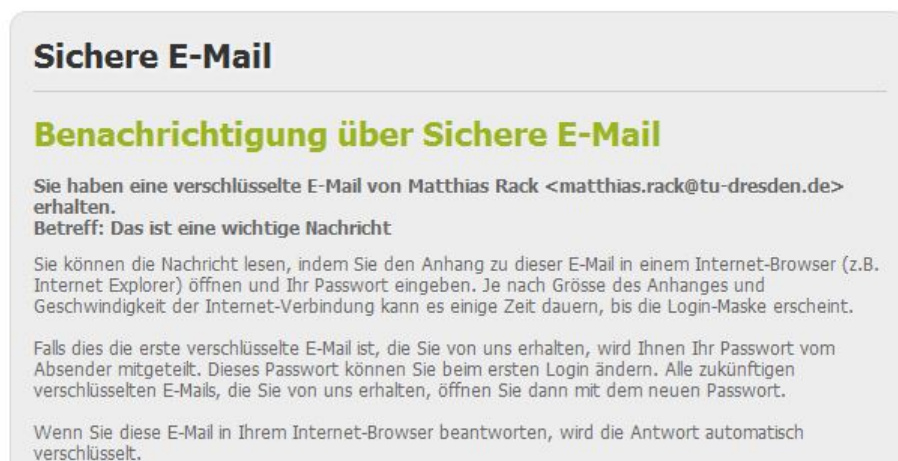 Sichere E-Mail
Benachrichtigung über Sichere E-Mail
Sie haben eine verschlüsselte E-Mail von Matthias Rack <matthias.rack@tu-dresden.de>
erhalten.
Betreff: Das ist eine wichtige Nachricht
Sie können die Nachricht lesen, indem Sie den Anhang zu dieser E-Mail in einem Internet-Browser (z.B.
Internet Explorer) öffnen und Ihr Passwort eingeben. Je nach Grösse des Anhanges und
Geschwindigkeit der Internet-Verbindung kann es einige Zeit dauern, bis die Login-Maske erscheint.
Falls dies die erste verschlüsselte E-Mail ist, die Sie von uns erhalten, wird Ihnen Ihr Passwort vom
Absender mitgeteilt. Dieses Passwort können Sie beim ersten Login ändern. Alle zukünftigen
verschlüsselten E-Mails, die Sie von uns erhalten, öffnen Sie dann mit dem neuen Passwort.
Wenn Sie diese E-Mail in Ihrem Internet-Browser beantworten, wird die Antwort automatisch
verschlüsselt.